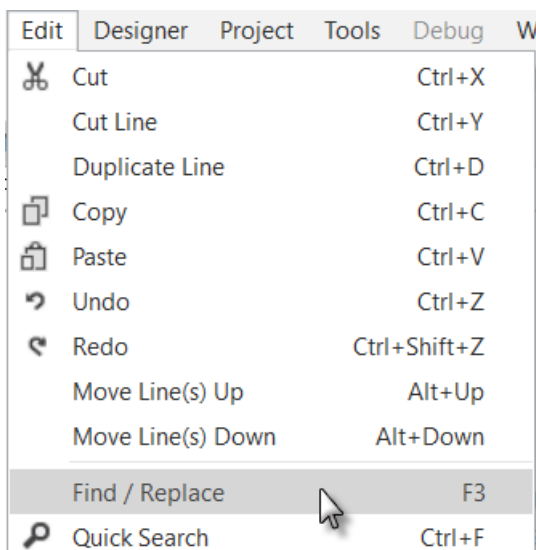 Edit Designer Project Tools Debug W
Cut Ctrl+X
Cut Line Ctrl+Y
Duplicate Line Ctrl+D
Copy Ctrl+C
Paste Ctrl+V
Undo Ctrl+Z
Redo Ctrl+Shift+Z
Move Line(s) Up Alt+Up
Move Line(s) Down Alt+Down
Find / Replace F3
Quick Search Ctrl+F